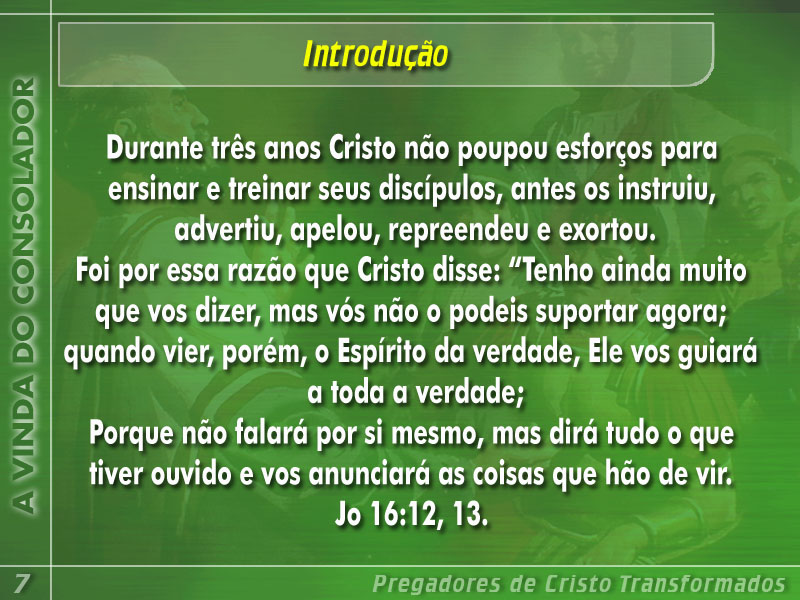 Introdução
A VINDA DO CONSOLADOR
Durante três anos Cristo não poupou esforços para
ensinar e treinar seus discípulos, antes os instruiu,
advertiu, apelou, repreendeu e exortou.
Foi por essa razão que Cristo disse: “Tenho ainda muito
que vos dizer, mas vós não o podeis suportar agora;
quando vier, porém, o Espírito da verdade, Ele vos guiará
a toda a verdade;
Porque não falará por si mesmo, mas dirá tudo o que
tiver ouvido e vos anunciará as coisas que hão de vir.
Jo 16:12, 13.
7
Pregadores de Cristo Transformados